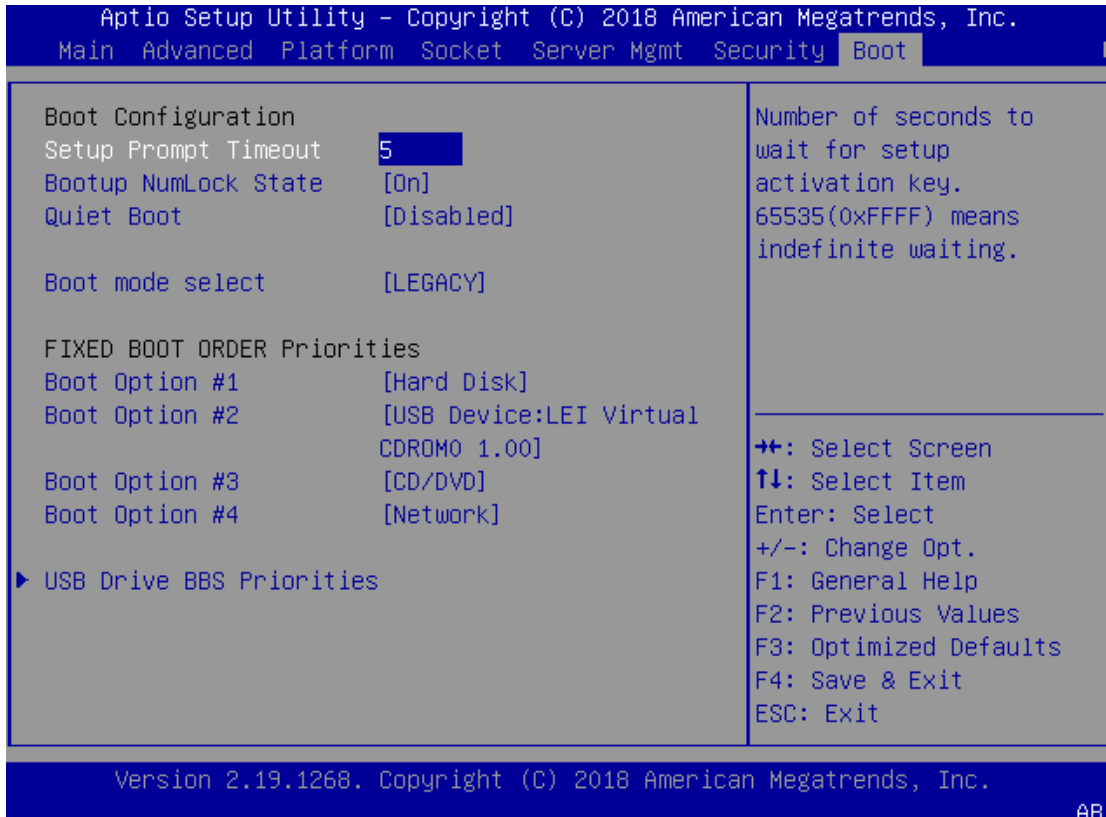 Aptio Setup Utility – Copyright (C) 2018 American Megatrends, Inc.
Main Advanced Platform Socket Server Mgmt Security Boot
Boot Configuration
Setup Prompt Timeout 5
Bootup NumLock State [On]
Quiet Boot [Disabled]
Boot mode select [LEGACY]
FIXED BOOT ORDER Priorities
Boot Option #1 [Hard Disk]
Boot Option #2 [USB Device:LEI Virtual
CDROM0 1.00]
Boot Option #3 [CD/DVD]
Boot Option #4 [Network]
USB Drive BBS Priorities
Number of seconds to
wait for setup
activation key.
65535(0xFFFF) means
indefinite waiting.
→←: Select Screen
↑↓: Select Item
Enter: Select
+/-: Change Opt.
F1: General Help
F2: Previous Values
F3: Optimized Defaults
F4: Save & Exit
ESC: Exit
Version 2.19.1268. Copyright (C) 2018 American Megatrends, Inc.
AB